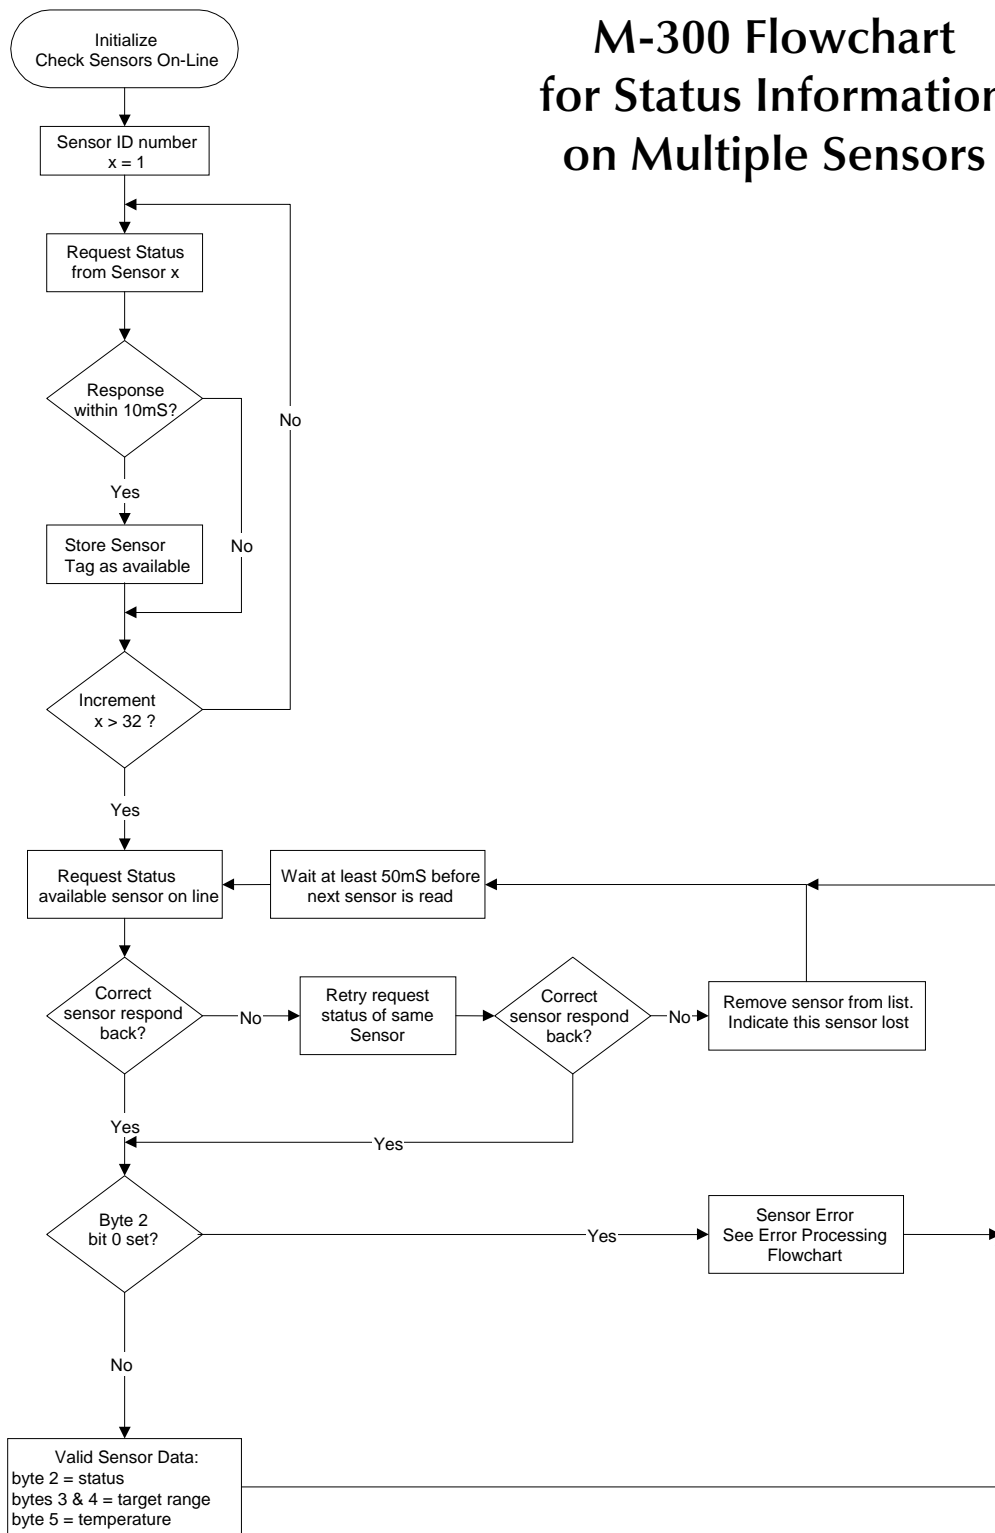 M-300 Flowchart
for Status Information
on Multiple Sensors
Initialize
Check Sensors On-Line
Sensor ID number
x = 1
Request Status
from Sensor x
Response
within 10mS?
No
No
Yes
Store Sensor
Tag as available
Increment
x > 32 ?
Yes
Request Status
available sensor on line
Wait at least 50mS before
next sensor is read
Correct
sensor respond
back?
No
Retry request
status of same
Sensor
Correct
sensor respond
back?
No
Remove sensor from list.
Indicate this sensor lost
Yes
Yes
Byte 2
bit 0 set?
Yes
Sensor Error
See Error Processing
Flowchart
No
Valid Sensor Data:
byte 2 = status
bytes 3 & 4 = target range
byte 5 = temperature